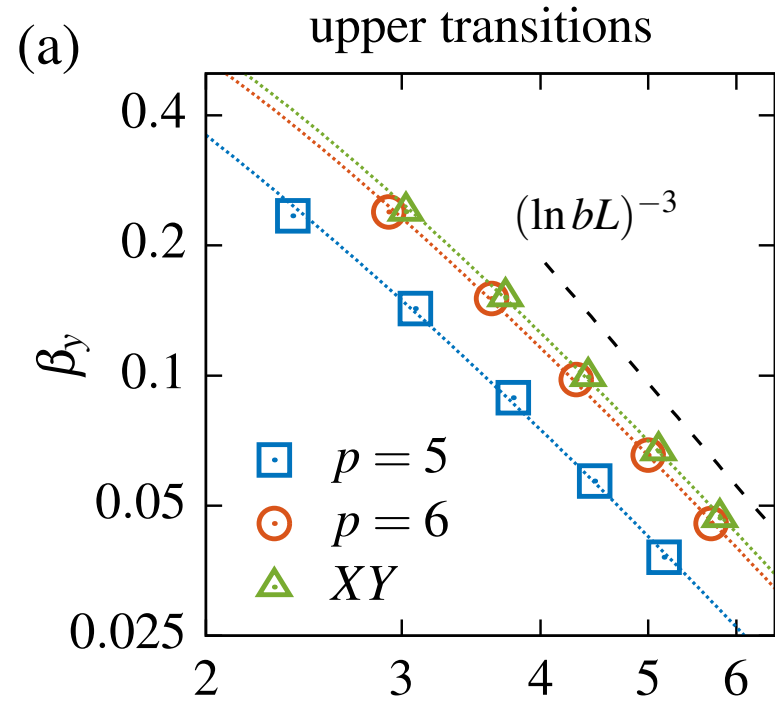 (a)
upper transitions
0.4
0.2
0.1
0.05
0.025
β_y
(ln bL)^{−3}
p = 5
p = 6
XY
2 3 4 5 6